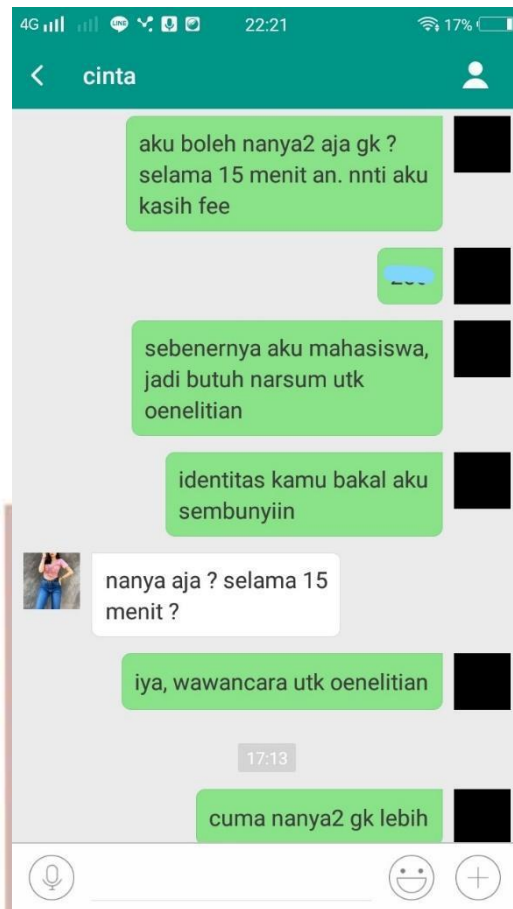 4G LINE 22:21 17%
cinta
aku boleh nanya2 aja gk ?
selama 15 menit an. nnti aku
kasih fee
sebenernya aku mahasiswa,
jadi butuh narsum utk
oenelitian
identitas kamu bakal aku
sembunyiin
nanya aja ? selama 15
menit ?
iya, wawancara utk oenelitian
17:13
cuma nanya2 gk lebih